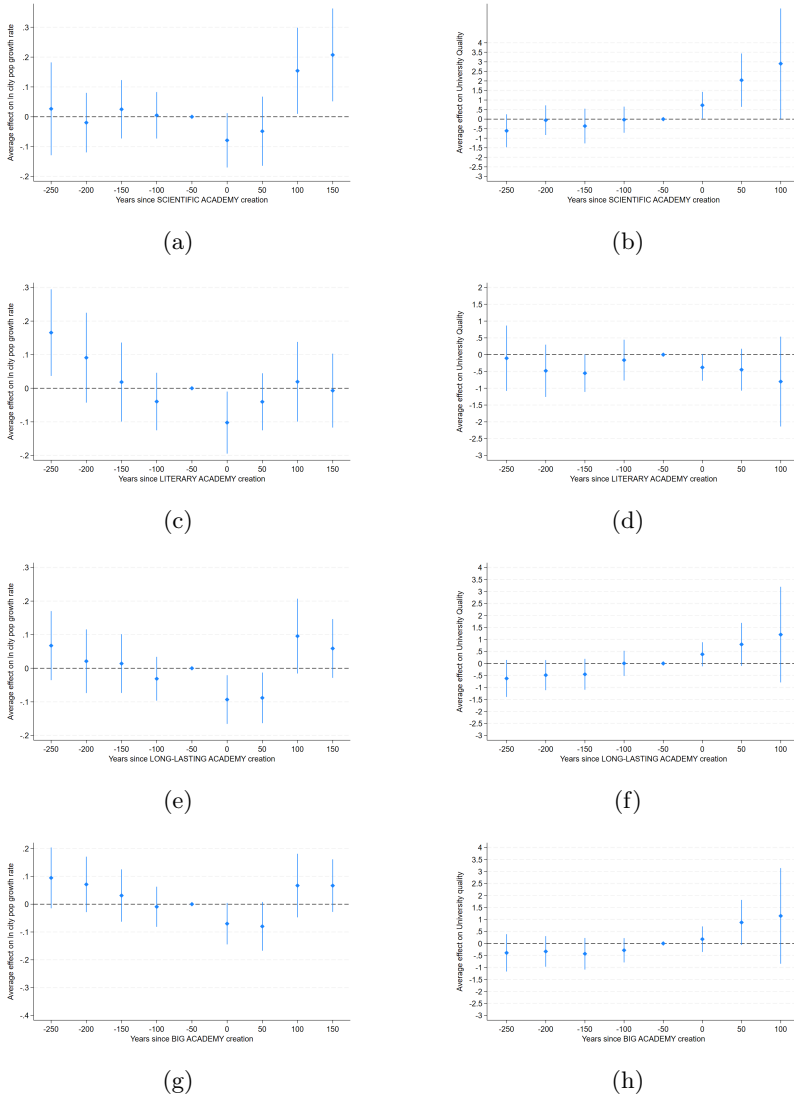 Average effect on ln city pop growth rate
.3
.2
.1
0
-.1
-.2
-250 -200 -150 -100 -50 0 50 100 150
Years since SCIENTIFIC ACADEMY creation
(a)
Average effect on University Quality
4
3.5
3
2.5
2
1.5
1
.5
0
-.5
-1
-1.5
-2
-2.5
-3
-250 -200 -150 -100 -50 0 50 100
Years since SCIENTIFIC ACADEMY creation
(b)
Average effect on ln city pop growth rate
.3
.2
.1
0
-.1
-.2
-250 -200 -150 -100 -50 0 50 100 150
Years since LITERARY ACADEMY creation
(c)
Average effect on University Quality
2
1.5
1
.5
0
-.5
-1
-1.5
-2
-2.5
-3
-250 -200 -150 -100 -50 0 50 100
Years since LITERARY ACADEMY creation
(d)
Average effect on ln city pop growth rate
.3
.2
.1
0
-.1
-.2
-250 -200 -150 -100 -50 0 50 100 150
Years since LONG-LASTING ACADEMY creation
(e)
Average effect on University Quality
4
3.5
3
2.5
2
1.5
1
.5
0
-.5
-1
-1.5
-2
-2.5
-3
-250 -200 -150 -100 -50 0 50 100
Years since LONG-LASTING ACADEMY creation
(f)
Average effect on ln city pop growth rate
.2
.1
0
-.1
-.2
-.3
-.4
-250 -200 -150 -100 -50 0 50 100 150
Years since BIG ACADEMY creation
(g)
Average effect on University quality
4
3.5
3
2.5
2
1.5
1
.5
0
-.5
-1
-1.5
-2
-2.5
-3
-250 -200 -150 -100 -50 0 50 100
Years since BIG ACADEMY creation
(h)